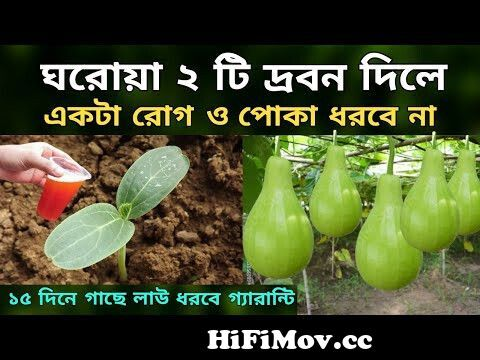 ঘরোয়া ২ টি দ্রবন দিলে
একটা রোগ ও পোকা ধরবে না
১৫ দিনে গাছে লাউ ধরবে গ্যারান্টি
HiFiMov.cc